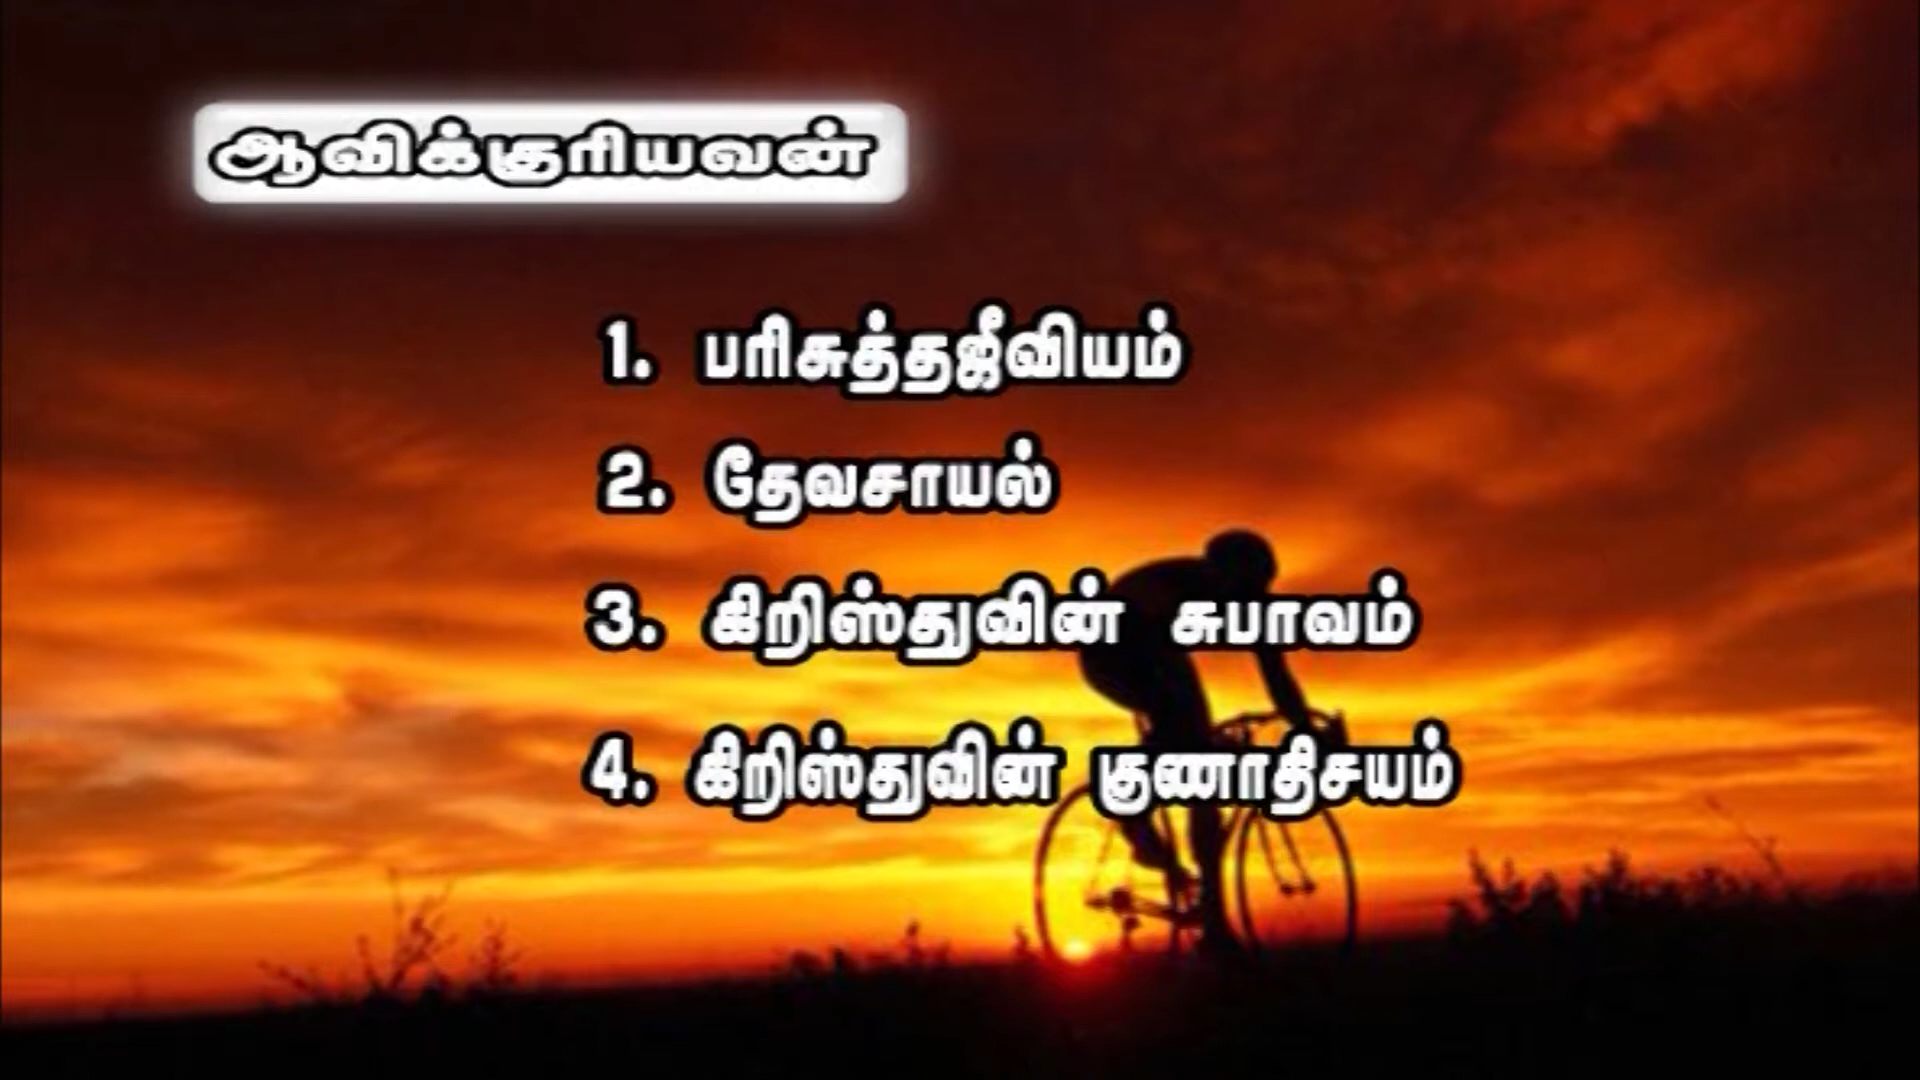 ஆவிக்குரியவன்
1. பரிசுத்தஜீவியம்
2. தேவசாயல்
3. கிறிஸ்துவின் சுபாவம்
4. கிறிஸ்துவின் குணாதிசயம்